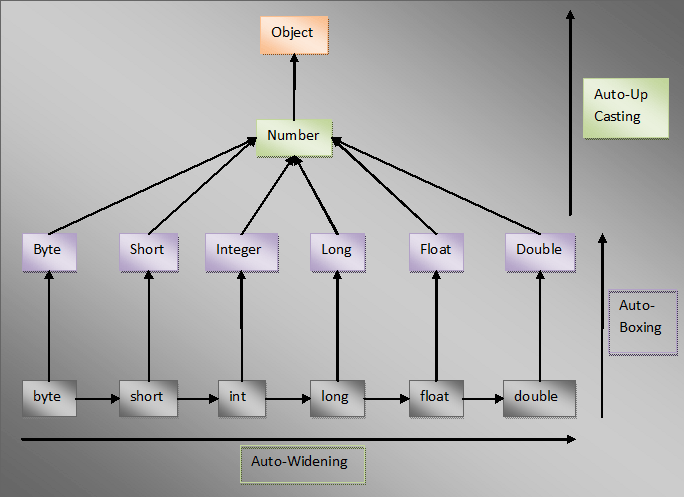 Object
Auto-Up
Casting
Number
Byte
Short
Integer
Long
Float
Double
Auto-
Boxing
byte
short
int
long
float
double
Auto-Widening